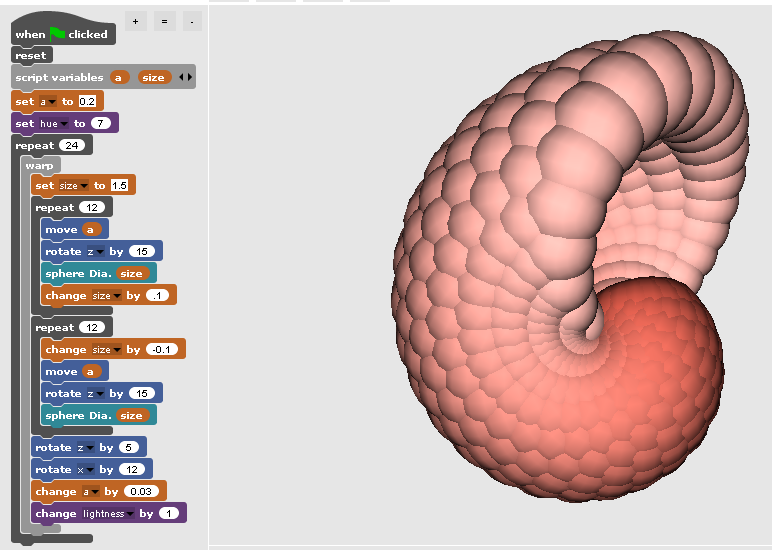 + = -
when clicked
reset
script variables a size
set a to 0.2
set hue to 7
repeat 24
warp
set size to 1.5
repeat 12
move a
rotate z by 15
sphere Dia. size
change size by .1
repeat 12
change size by -0.1
move a
rotate z by 15
sphere Dia. size
rotate z by 5
rotate x by 12
change a by 0.03
change lightness by 1